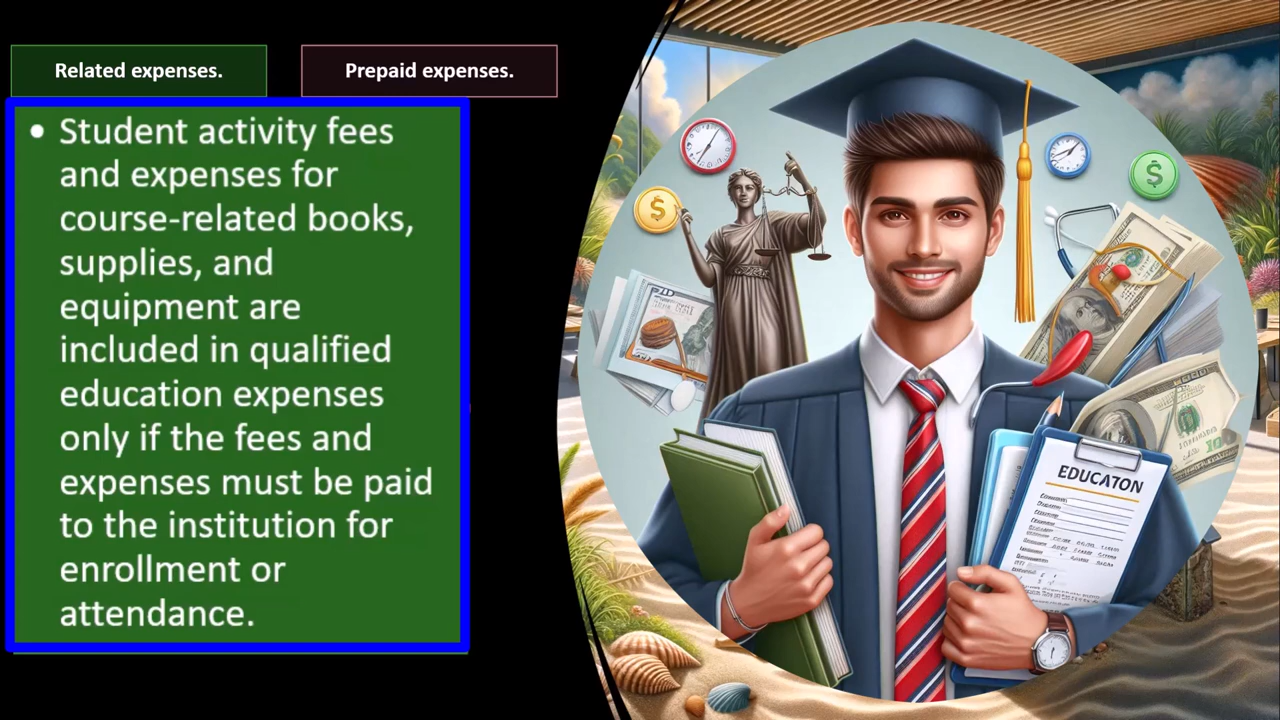 Related expenses.
Prepaid expenses.
• Student activity fees
and expenses for
course-related books,
supplies, and
equipment are
included in qualified
education expenses
only if the fees and
expenses must be paid
to the institution for
enrollment or
attendance.
$
$
EDUCATON